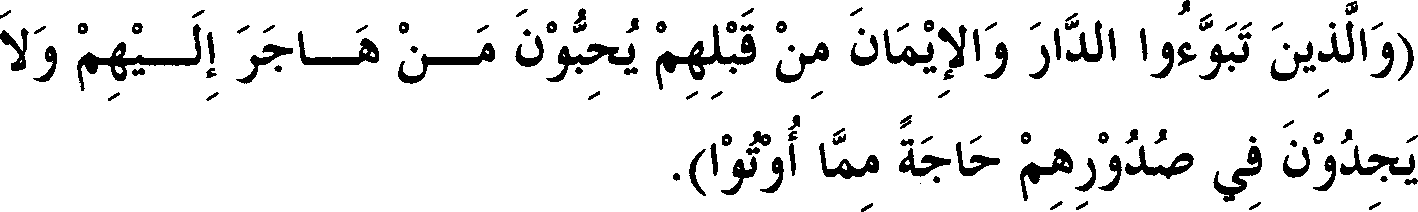 (وَالَّذِينَ تَبَوَّءُوا الدَّارَ وَالإِيْمَانَ مِنْ قَبْلِهِمْ يُحِبُّوْنَ مَــنْ هَــاجَرَ إِلَــيْهِمْ وَلاَ
يَجِدُوْنَ فِي صُدُوْرِهِمْ حَاجَةً مِمَّا أُوْتُوْا).